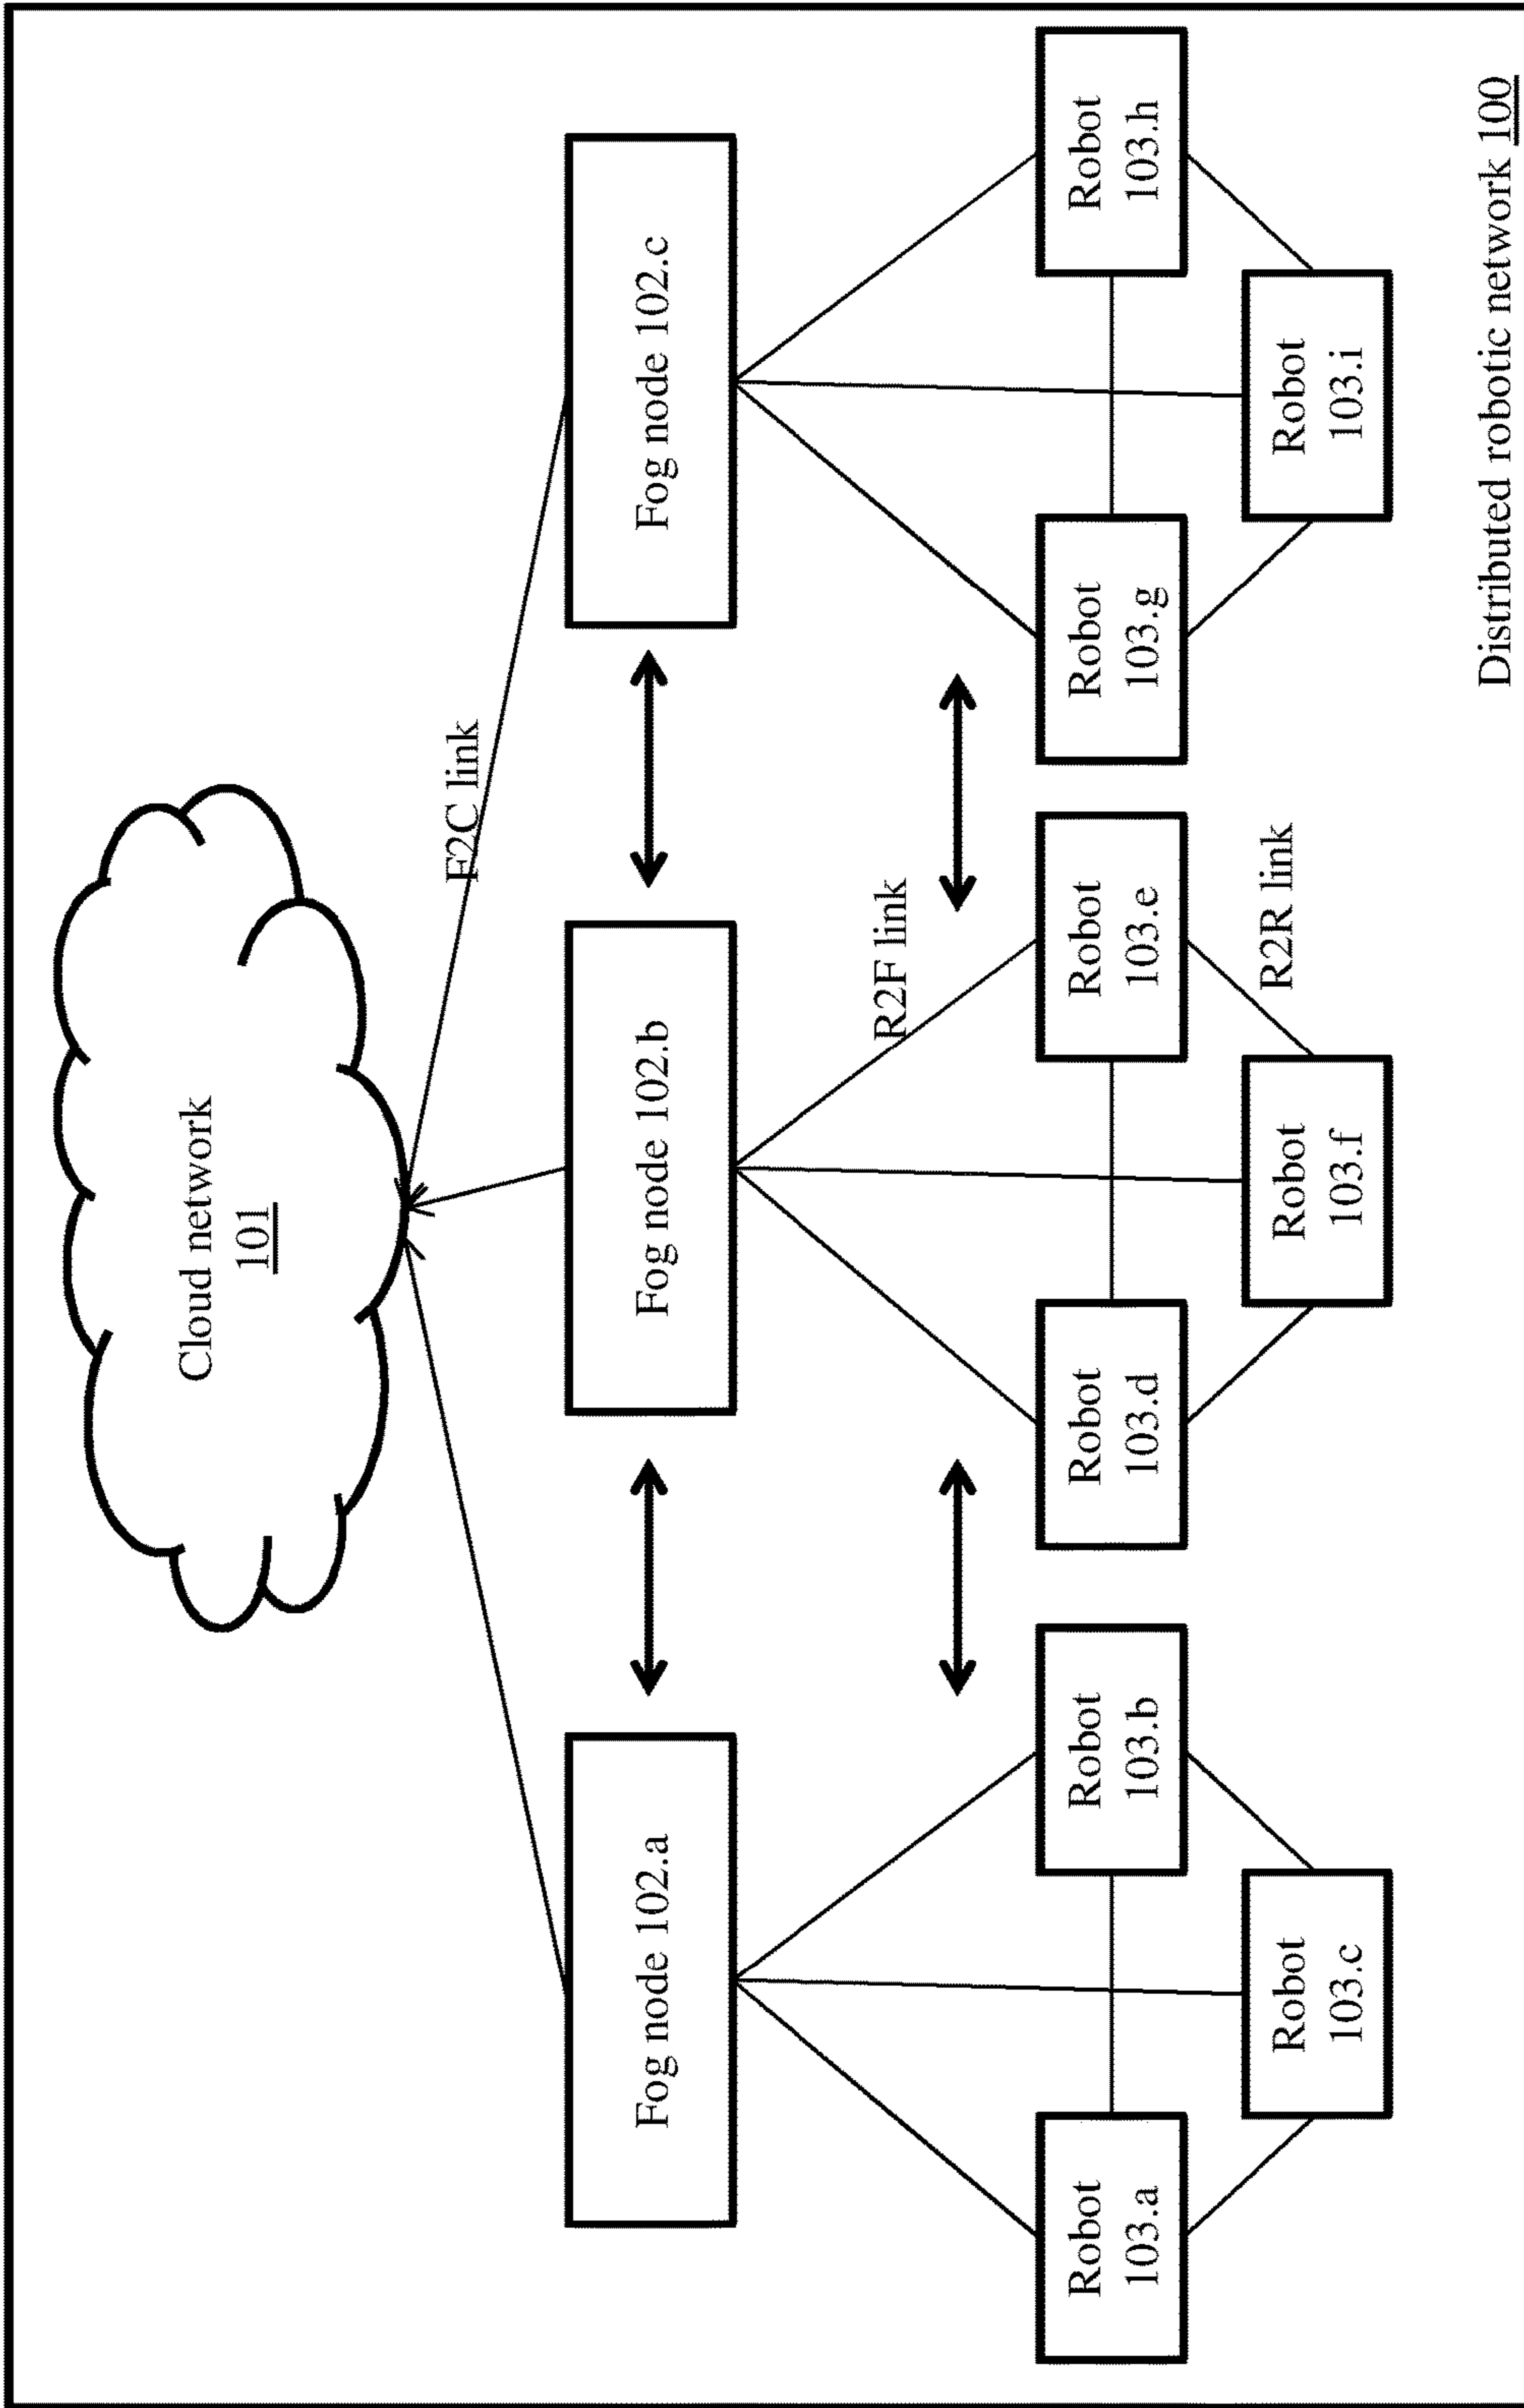 Cloud network
101
F2C link
Fog node 102.a
Fog node 102.b
Fog node 102.c
R2F link
Robot
103.a
Robot
103.b
Robot
103.d
Robot
103.e
Robot
103.g
Robot
103.h
Robot
103.c
Robot
103.f
R2R link
Robot
103.i
Distributed robotic network 100